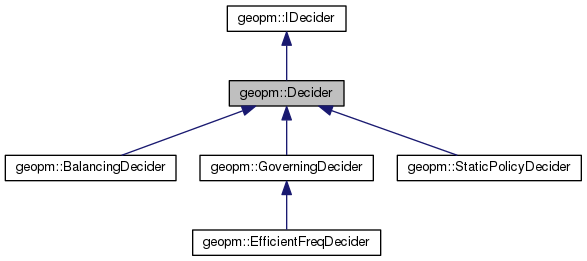 geopm::IDecider
geopm::Decider
geopm::BalancingDecider
geopm::GoverningDecider
geopm::StaticPolicyDecider
geopm::EfficientFreqDecider